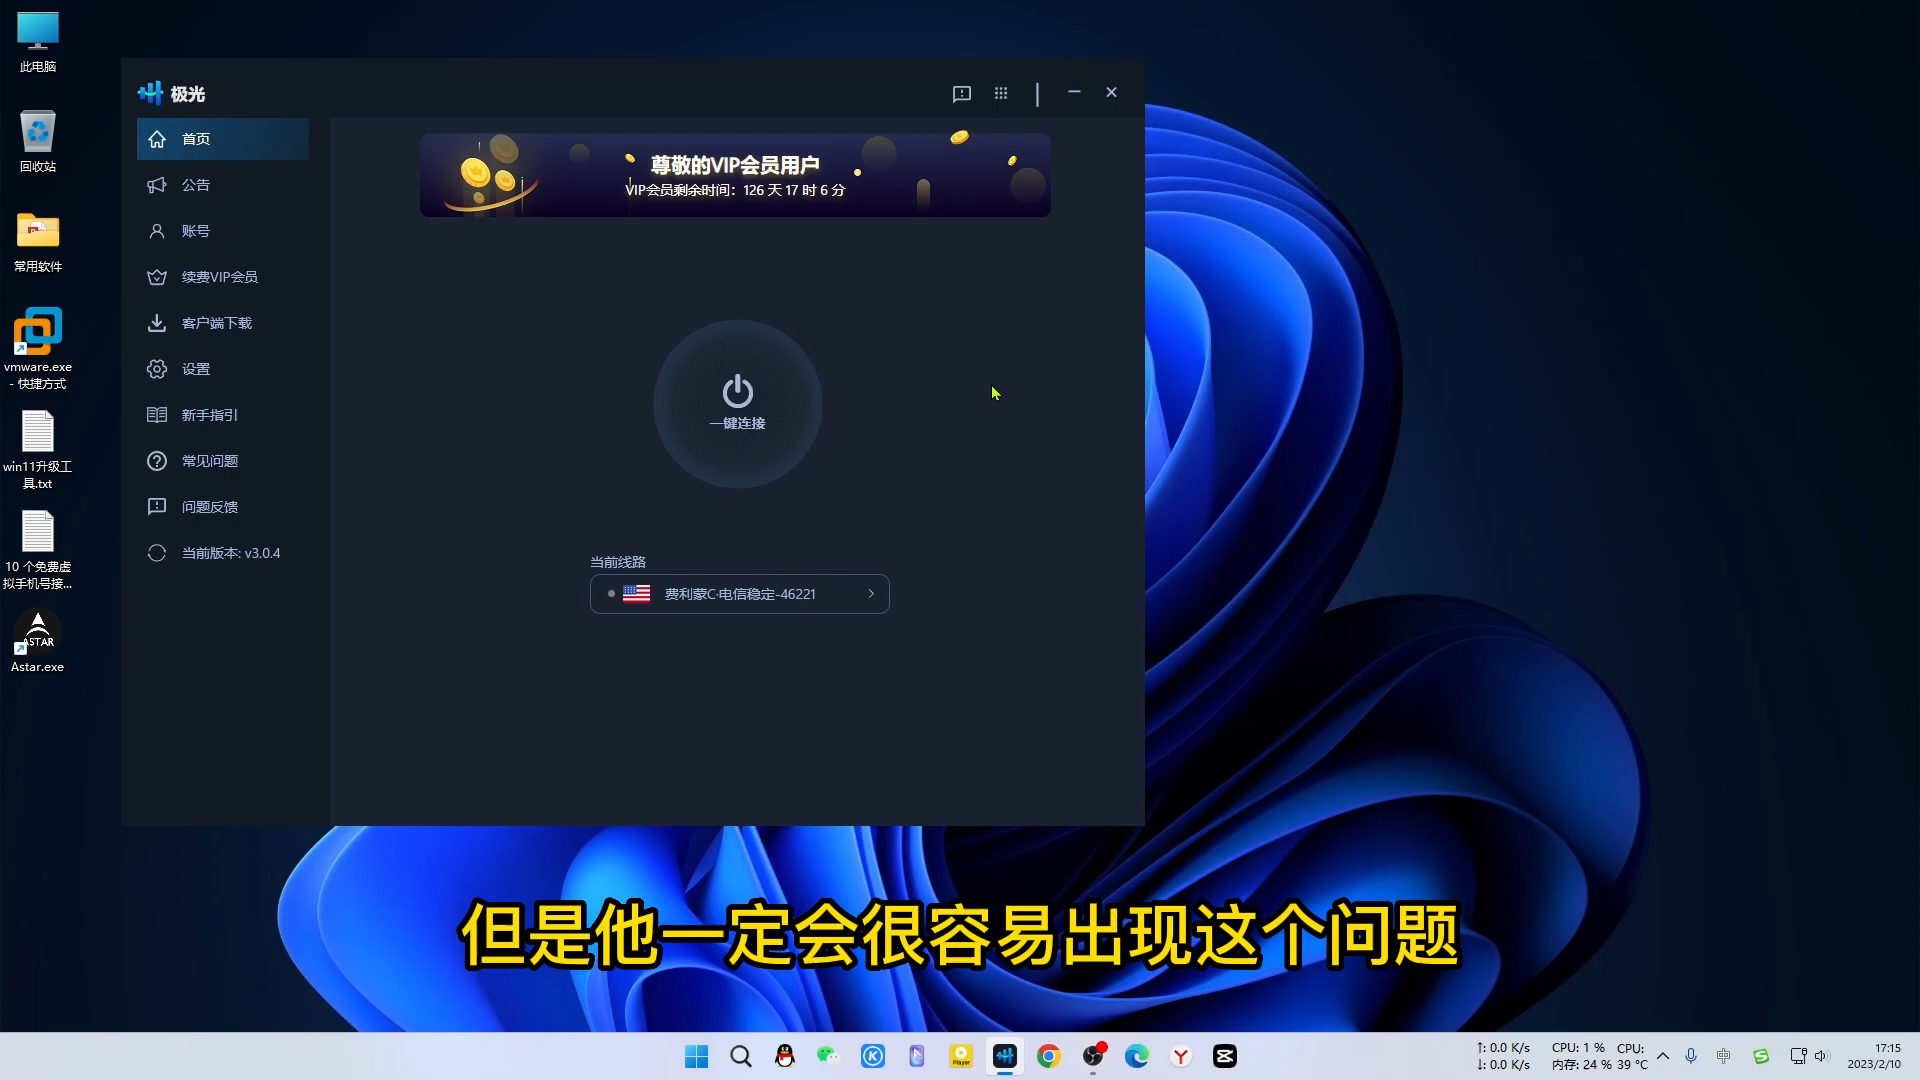 此电脑
回收站
常用软件
vmware.exe
- 快捷方式
win11升级工
具.txt
10 个免费虚
拟手机号接...
ASTAR
Astar.exe
极光
首页
公告
账号
续费VIP会员
客户端下载
设置
新手指引
常见问题
问题反馈
当前版本: v3.0.4
尊敬的VIP会员用户
VIP会员剩余时间：126 天 17 时 6 分
一键连接
当前线路
费利蒙C·电信稳定-46221
但是他一定会很容易出现这个问题
Player
↑: 0.0 K/s
↓: 0.0 K/s
CPU: 1 %
内存: 24 %
CPU:
39 °C
中
17:15
2023/2/10